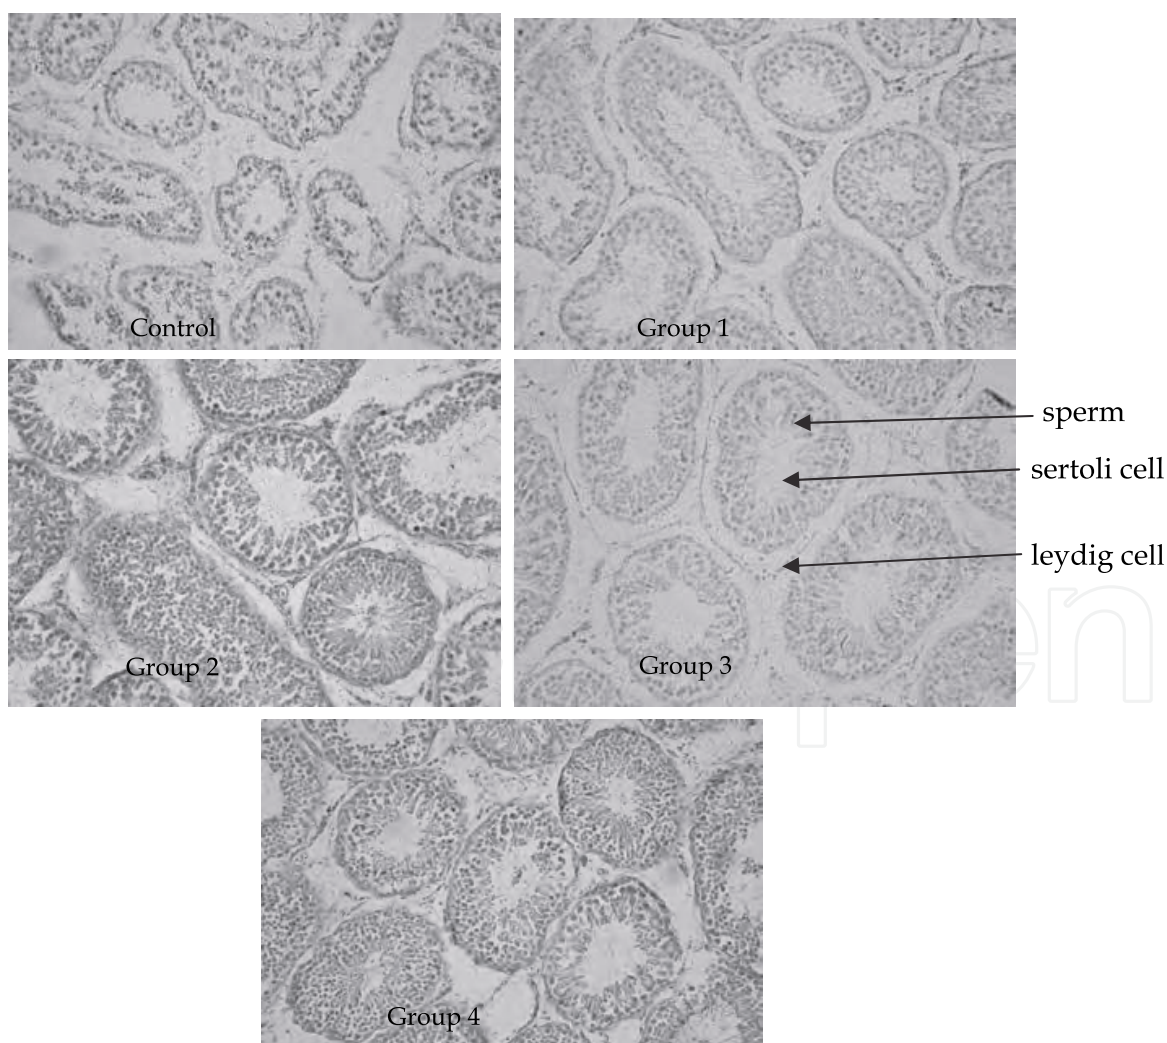 Control
Group 1
sperm
sertoli cell
leydig cell
Group 2
Group 3
Group 4